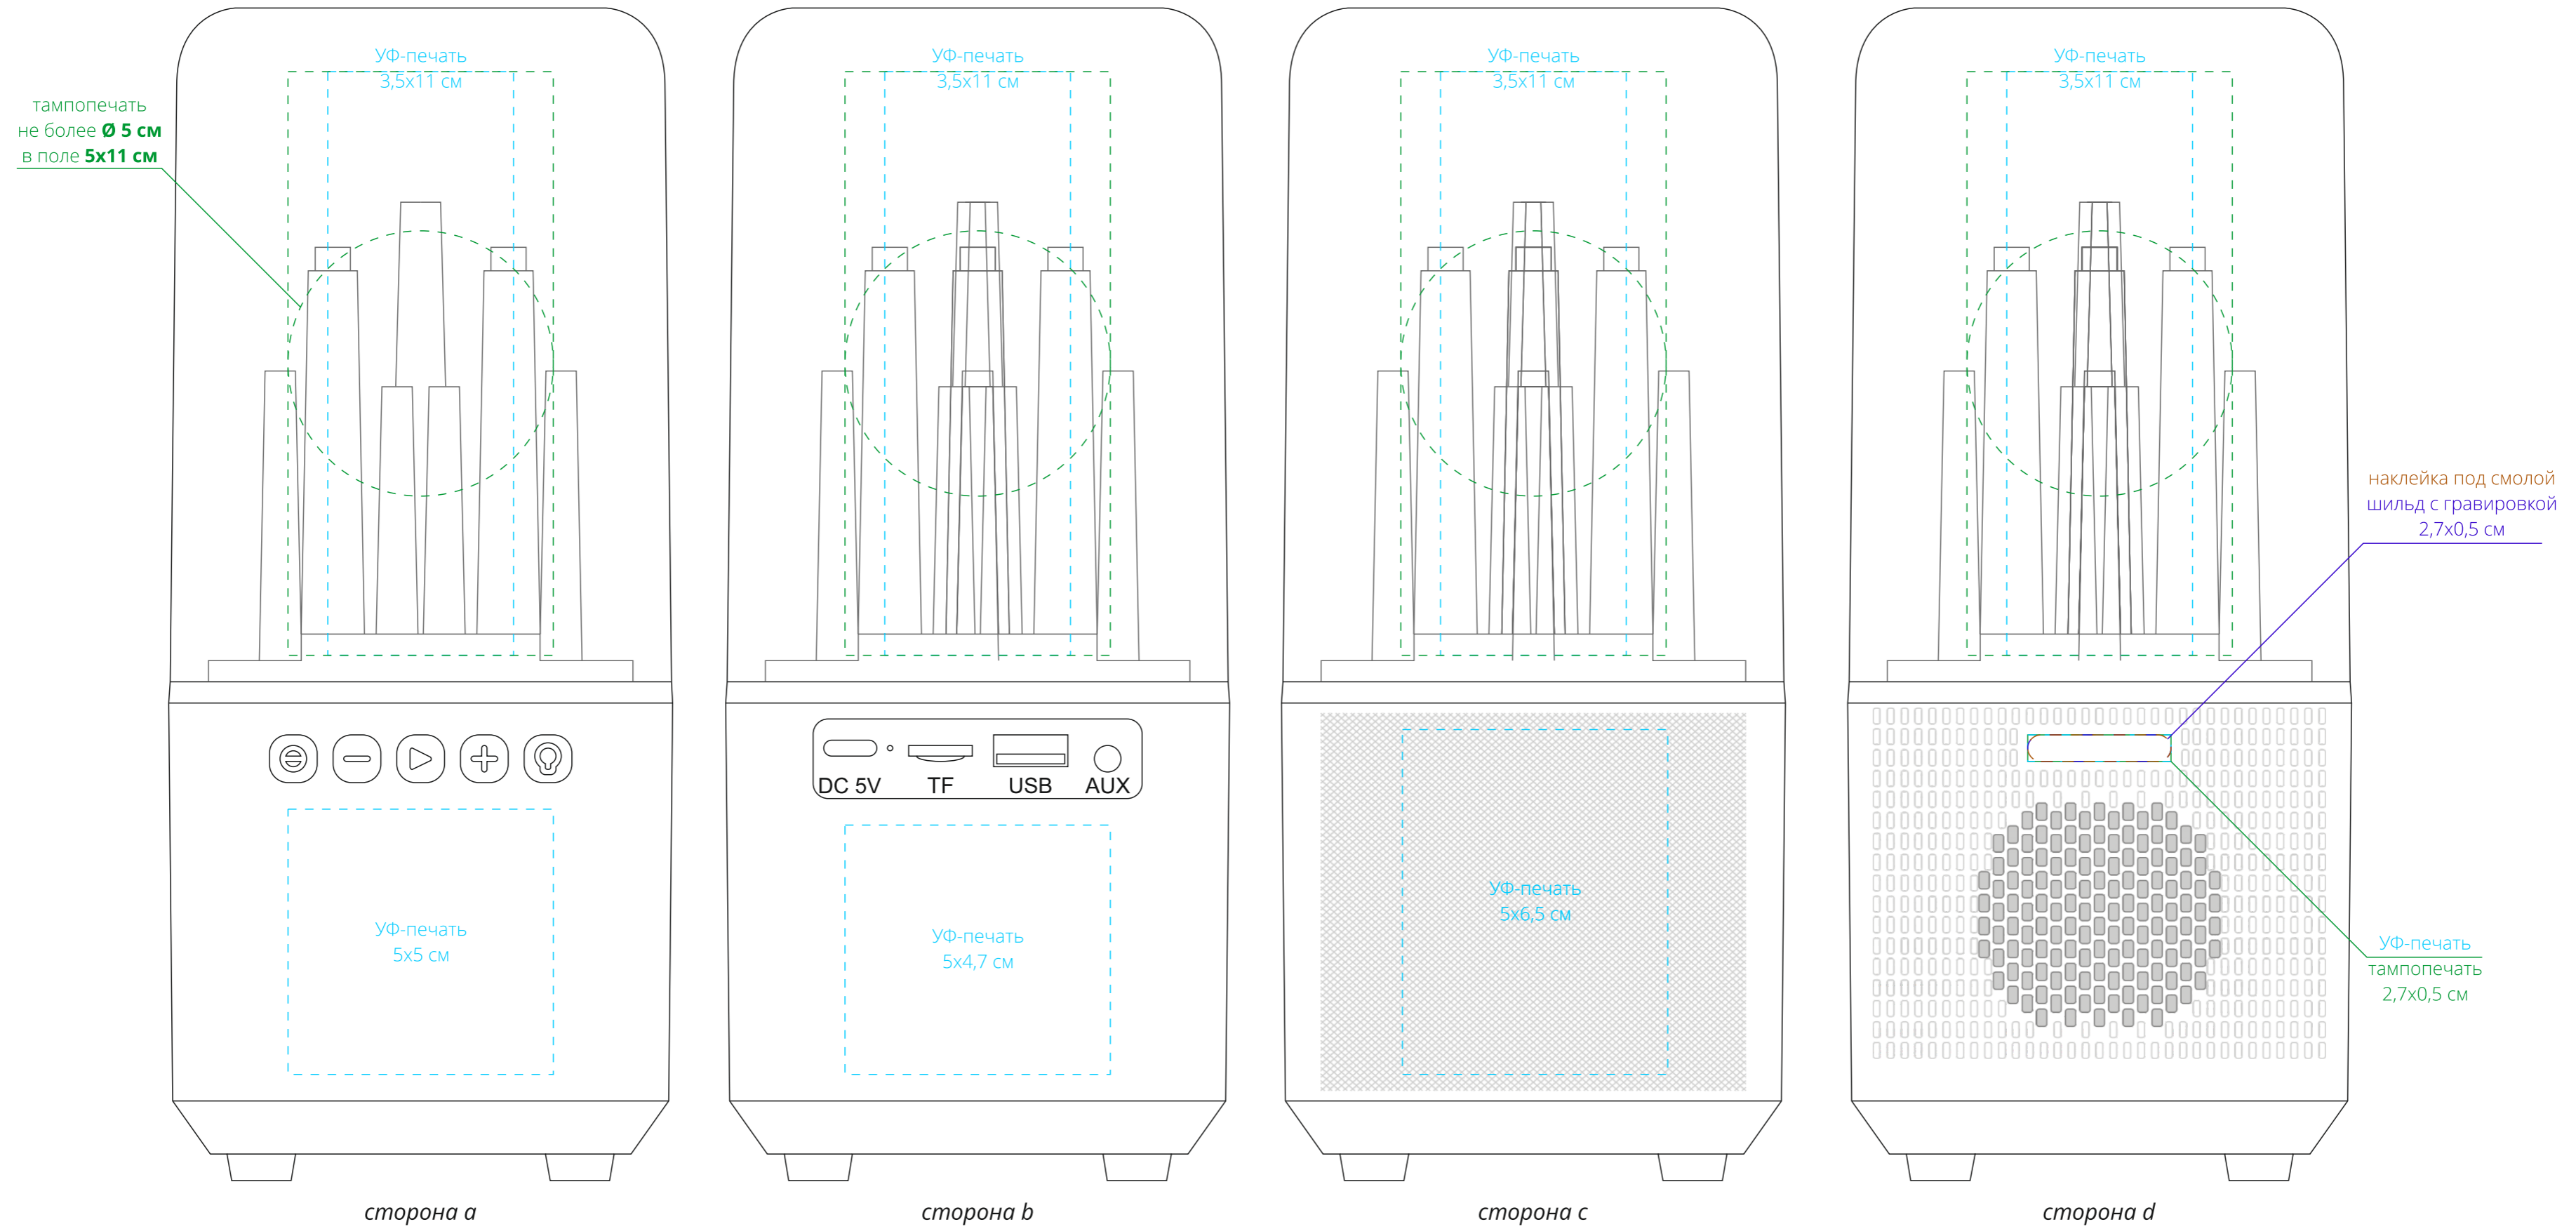 УФ-печать
3,5х11 см
УФ-печать
3,5х11 см
УФ-печать
3,5х11 см
УФ-печать
3,5х11 см
тампопечать
не более Ø 5 см
в поле 5х11 см
наклейка под смолой
шильд с гравировкой
2,7х0,5 см
DC 5V
TF
USB
AUX
УФ-печать
5х5 см
УФ-печать
5х4,7 см
УФ-печать
5х6,5 см
УФ-печать
тампопечать
2,7х0,5 см
сторона a
сторона b
сторона c
сторона d